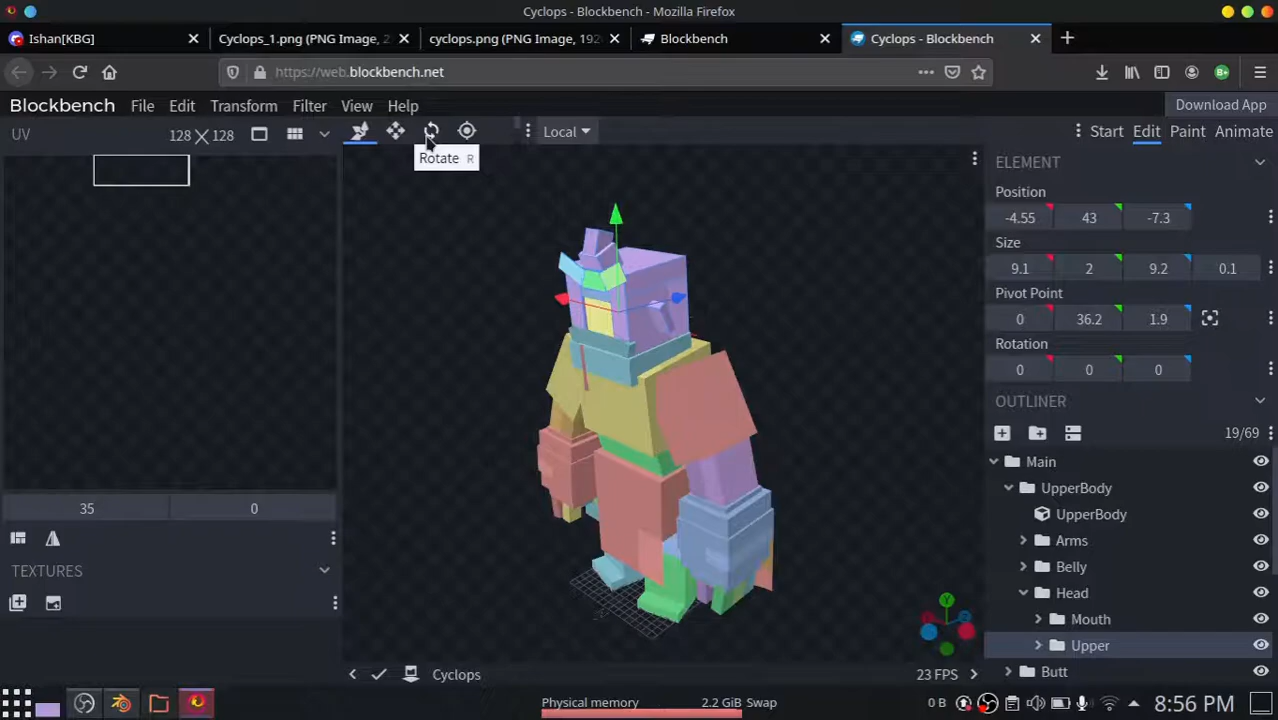 Cyclops - Blockbench - Mozilla Firefox
Ishan[KBG]
Cyclops_1.png (PNG Image, 2
cyclops.png (PNG Image, 192
Blockbench
Cyclops - Blockbench
https://web.blockbench.net
Blockbench File Edit Transform Filter View Help
Download App
UV 128 128
Local
Start Edit Paint Animate
Rotate R
35 0
TEXTURES
ELEMENT
Position
-4.55 43 -7.3
Size
9.1 2 9.2 0.1
Pivot Point
0 36.2 1.9
Rotation
0 0 0
OUTLINER
19/69
Main
UpperBody
UpperBody
Arms
Belly
Head
Mouth
Upper
Butt
Y
Cyclops
23 FPS
Physical memory 2.2 GiB Swap
0 B
8:56 PM